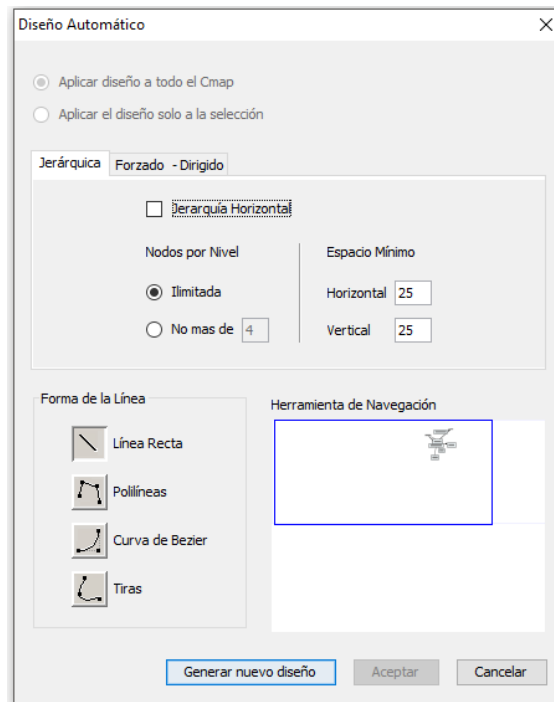 Diseño Automático
Aplicar diseño a todo el Cmap
Aplicar el diseño solo a la selección
Jerárquica
Forzado - Dirigido
Jerarquía Horizontal
Nodos por Nivel
Espacio Mínimo
Ilimitada
Horizontal 25
No mas de 4
Vertical 25
Forma de la Línea
Herramienta de Navegación
Línea Recta
Polilíneas
Curva de Bezier
Tiras
Generar nuevo diseño
Aceptar
Cancelar